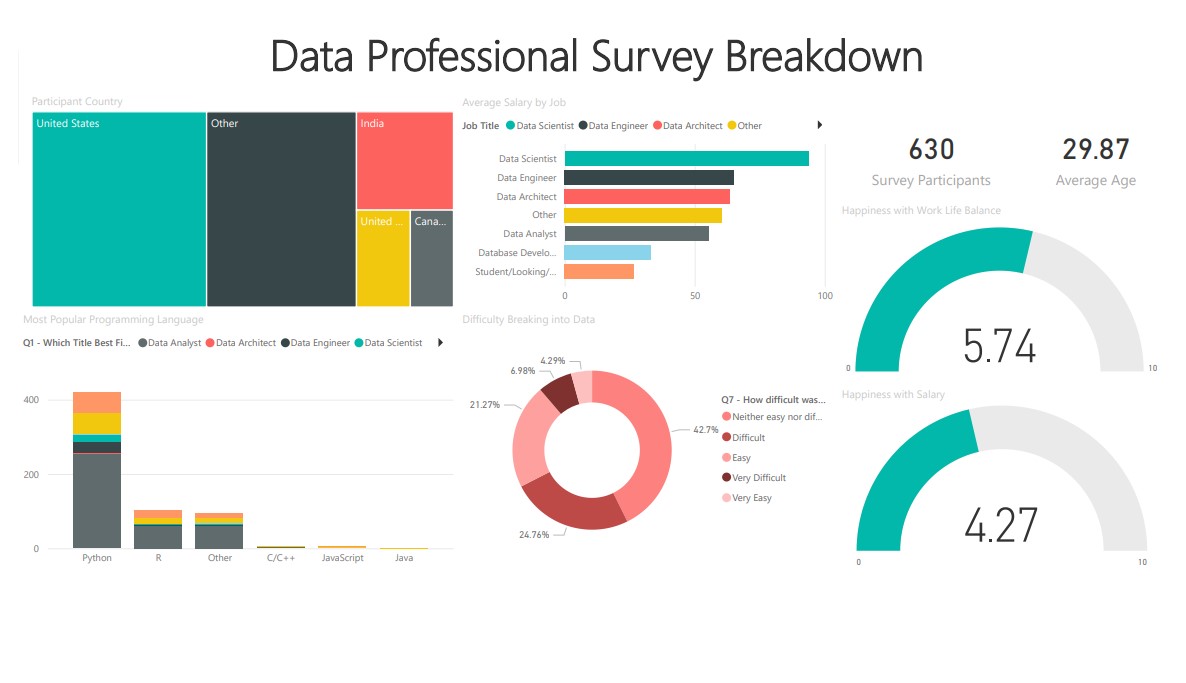 Data Professional Survey Breakdown
Participant Country
United States
Other
India
United ...
Cana...
Average Salary by Job
Job Title Data Scientist Data Engineer Data Architect Other
Data Scientist
Data Engineer
Data Architect
Other
Data Analyst
Database Develo...
Student/Looking/...
0 50 100
630
Survey Participants
29.87
Average Age
Happiness with Work Life Balance
5.74
0 10
Most Popular Programming Language
Q1 - Which Title Best Fi... Data Analyst Data Architect Data Engineer Data Scientist
400
200
0
Python R Other C/C++ JavaScript Java
Difficulty Breaking into Data
4.29%
6.98%
21.27%
42.7%
24.76%
Q7 - How difficult was...
Neither easy nor dif...
Difficult
Easy
Very Difficult
Very Easy
Happiness with Salary
4.27
0 10